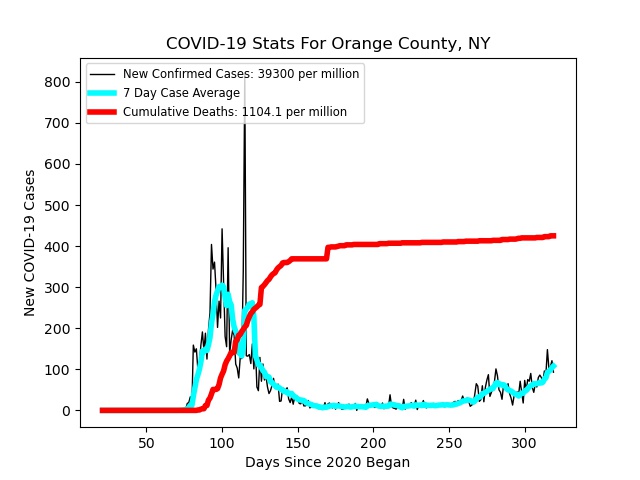 COVID-19 Stats For Orange County, NY
New Confirmed Cases: 39300 per million
7 Day Case Average
Cumulative Deaths: 1104.1 per million
New COVID-19 Cases
800
700
600
500
400
300
200
100
0
50
100
150
200
250
300
Days Since 2020 Began